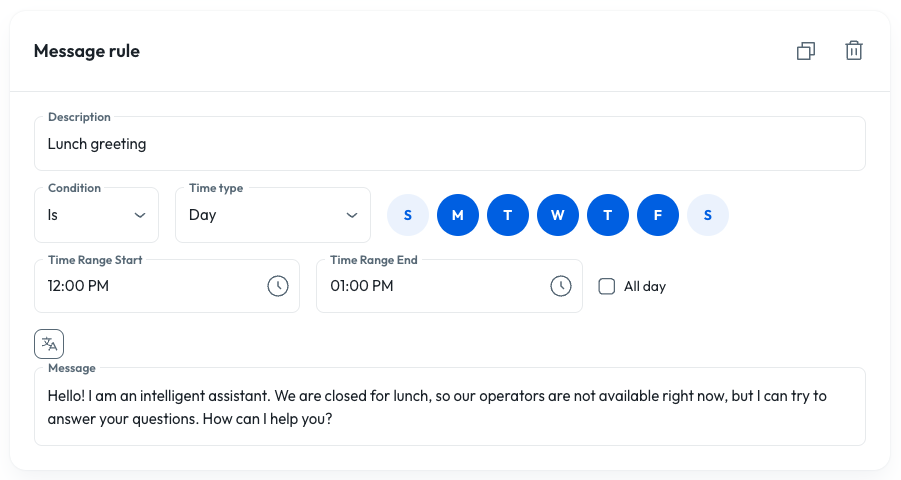 Message rule
Description
Lunch greeting
Condition
Time type
Is
Day
S M T W T F S
Time Range Start
Time Range End
12:00 PM
01:00 PM
All day
文A
Message
Hello! I am an intelligent assistant. We are closed for lunch, so our operators are not available right now, but I can try to
answer your questions. How can I help you?